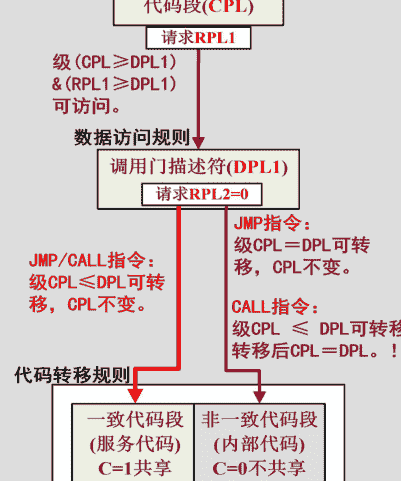 代码段(CPL)
请求RPL1
级(CPL≥DPL1)
&(RPL1≥DPL1)
可访问。
数据访问规则
调用门描述符(DPL1)
请求RPL2=0
JMP/CALL指令：
级CPL≤DPL可转
移，CPL不变。
JMP指令：
级CPL＝DPL可转
移，CPL不变。
CALL指令：
级CPL ≤ DPL可转移
转移后CPL＝DPL。！
代码转移规则
一致代码段
(服务代码)
C=1共享
非一致代码段
(内部代码)
C=0不共享